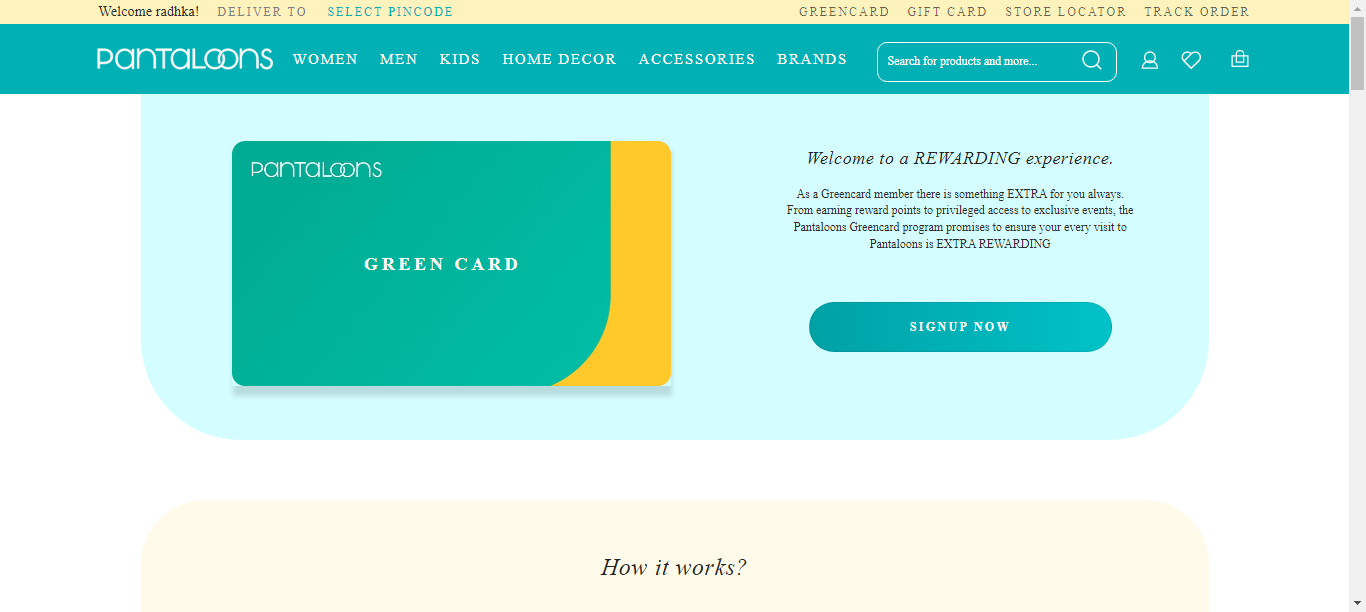 Welcome radhka! DELIVER TO SELECT PINCODE GREENCARD GIFT CARD STORE LOCATOR TRACK ORDER
PANTALOONS WOMEN MEN KIDS HOME DECOR ACCESSORIES BRANDS Search for products and more...
PANTALOONS
GREEN CARD
Welcome to a REWARDING experience.
As a Greencard member there is something EXTRA for you always.
From earning reward points to privileged access to exclusive events, the
Pantaloons Greencard program promises to ensure your every visit to
Pantaloons is EXTRA REWARDING
SIGNUP NOW
How it works?